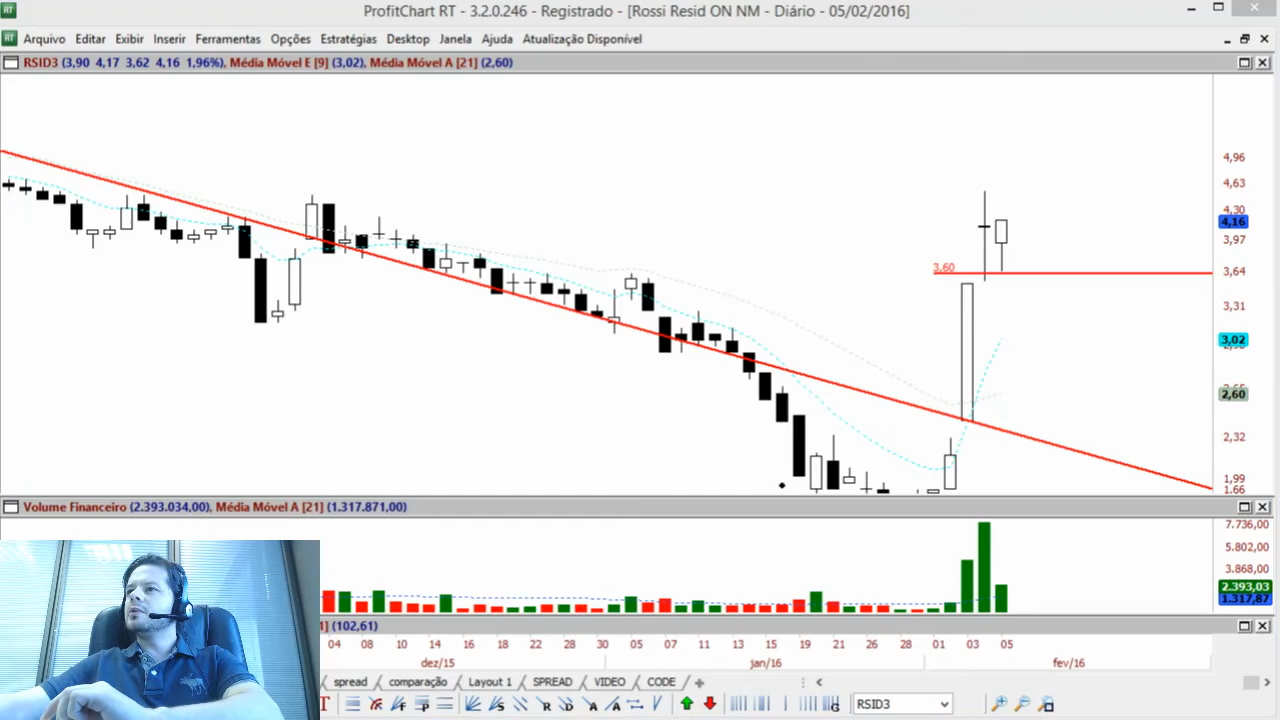 RT
ProfitChart RT - 3.2.0.246 - Registrado - [Rossi Resid ON NM - Diário - 05/02/2016]
RT Arquivo Editar Exibir Inserir Ferramentas Opções Estratégias Desktop Janela Ajuda Atualização Disponível
RSID3 (3,90 4,17 3,62 4,16 1,96%), Média Móvel E [9] (3,02), Média Móvel A [21] (2,60)
4,96
4,63
4,30
4,16
3,97
3,60
3,64
3,31
3,02
2,60
2,32
1,99
1.66
Volume Financeiro (2.393.034,00), Média Móvel A [21] (1.317.871,00)
7.736,00
5.802,00
3.868,00
2.393,03
1.317,87
] (102,61)
04 08 10 14 16 18 22 28 30 05 07 11 13 15 19 21 26 28 01 03 05
dez/15 jan/16 fev/16
spread comparação Layout 1 SPREAD VIDEO CODE
RSID3